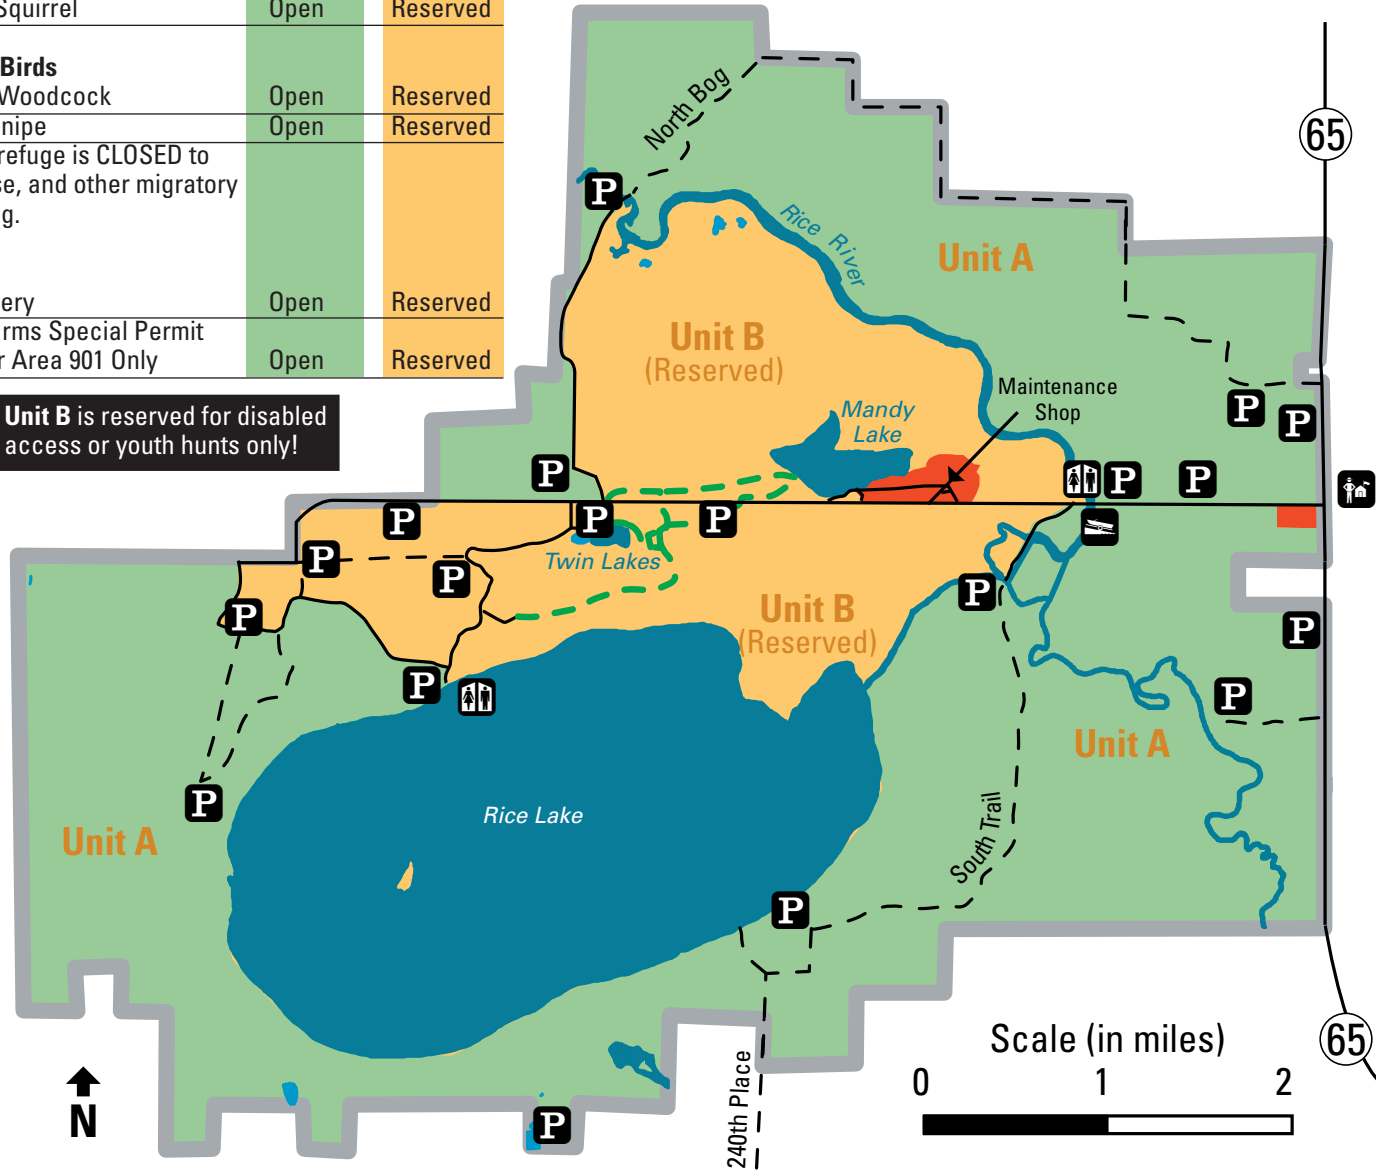 Squirrel Open Reserved
Birds
Woodcock Open Reserved
nipe Open Reserved
refuge is CLOSED to
se, and other migratory
g.
ery Open Reserved
rms Special Permit
r Area 901 Only Open Reserved
Unit B is reserved for disabled
access or youth hunts only!
North Bog
65
P
Rice River
Unit A
Unit B
(Reserved)
Maintenance
Shop
Mandy
Lake
P
P
P
P
P
P
P
P
P
Twin Lakes
P
P
P
Unit B
(Reserved)
P
P
P
P
Unit A
P
Rice Lake
Unit A
South Trail
P
Scale (in miles)
0 1 2
65
N
240th Place
P